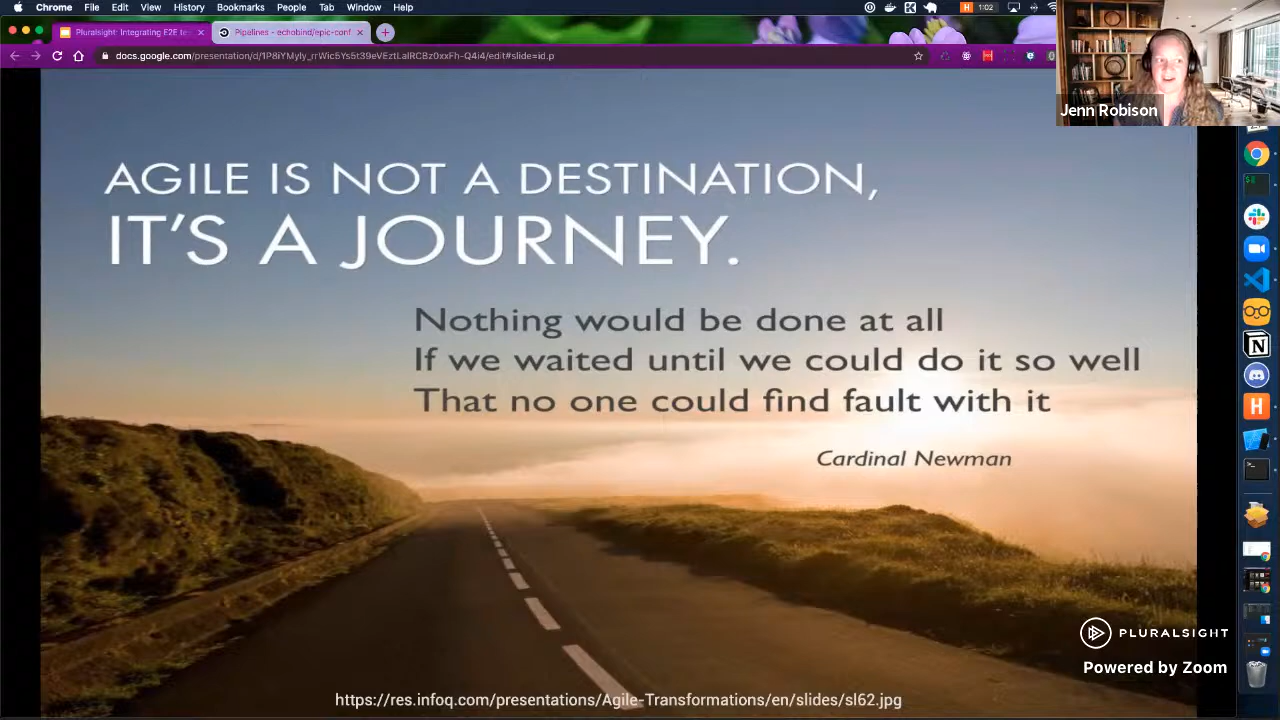 Chrome File Edit View History Bookmarks People Tab Window Help
1:02
Pluralsight: Integrating E2E te
Pipelines - echobind/epic-conf
Jenn Robison
AGILE IS NOT A DESTINATION,
IT'S A JOURNEY.
Nothing would be done at all
If we waited until we could do it so well
That no one could find fault with it
Cardinal Newman
PLURALSIGHT
Powered by Zoom
https://res.infoq.com/presentations/Agile-Transformations/en/slides/sl62.jpg